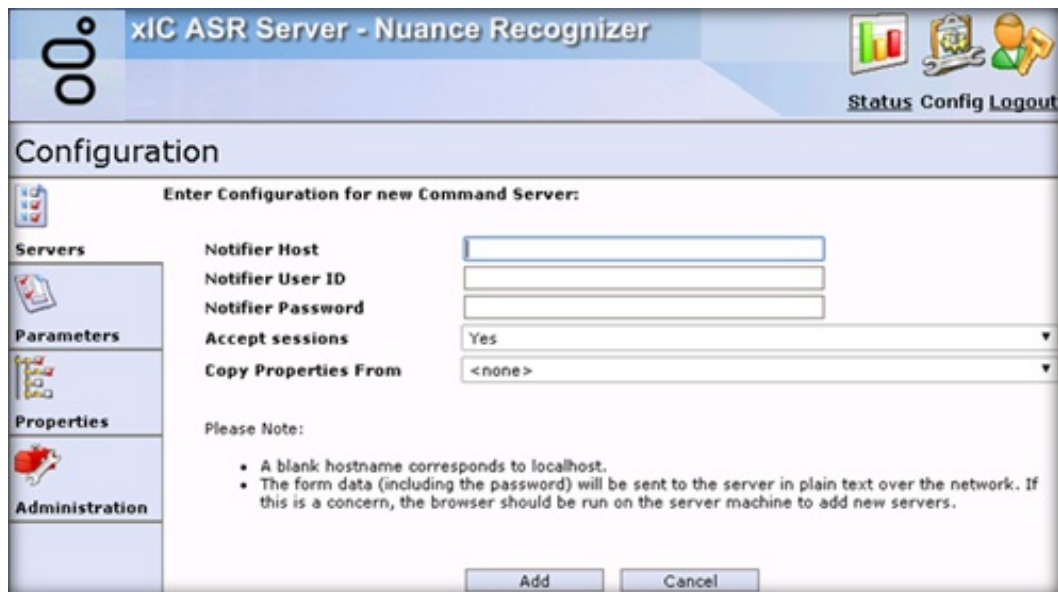 xIC ASR Server - Nuance Recognizer
Status Config Logout
Configuration
Enter Configuration for new Command Server:
Servers
Parameters
Properties
Administration
Notifier Host
Notifier User ID
Notifier Password
Accept sessions Yes
Copy Properties From <none>
Please Note:
• A blank hostname corresponds to localhost.
• The form data (including the password) will be sent to the server in plain text over the network. If
this is a concern, the browser should be run on the server machine to add new servers.
Add Cancel